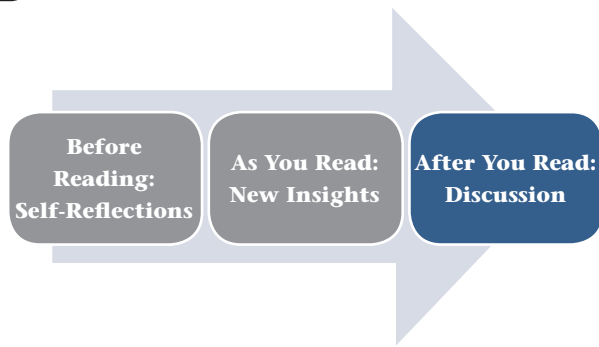 Before
Reading:
Self-Reflections
As You Read:
New Insights
After You Read:
Discussion